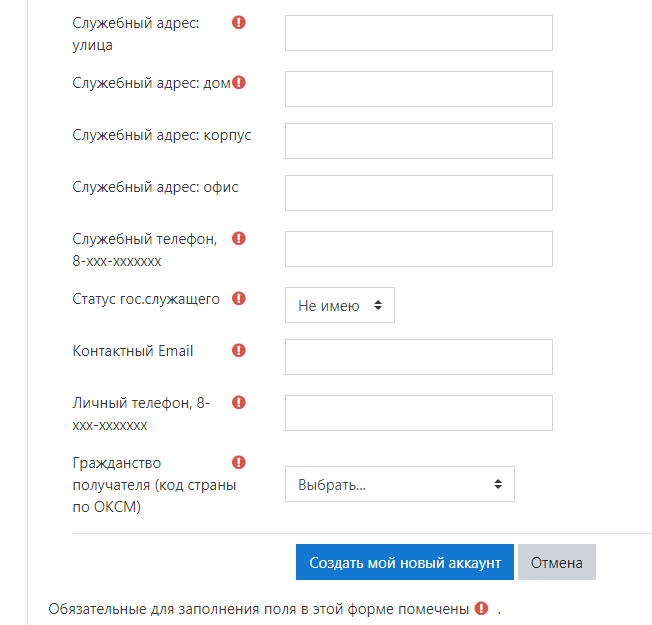 Служебный адрес:
улица
Служебный адрес: дом
Служебный адрес: корпус
Служебный адрес: офис
Служебный телефон,
8-xxx-xxxxxxx
Статус гос.служащего
Не имею
Контактный Email
Личный телефон, 8-
xxx-xxxxxxx
Гражданство
получателя (код страны
по ОКСМ)
Выбрать...
Создать мой новый аккаунт
Отмена
Обязательные для заполнения поля в этой форме помечены .